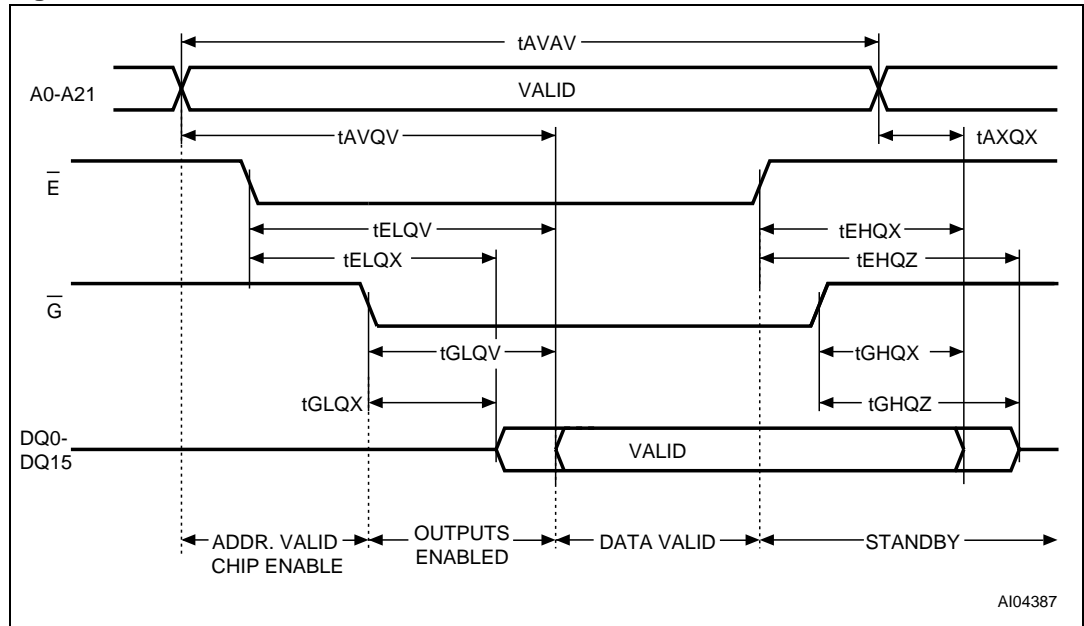 tAVAV
A0-A21
VALID
tAVQV
tAXQX
E
tELQV
tEHQX
tELQX
tEHQZ
G
tGLQV
tGHQX
tGLQX
tGHQZ
DQ0-
DQ15
VALID
ADDR. VALID
CHIP ENABLE
OUTPUTS
ENABLED
DATA VALID
STANDBY
AI04387